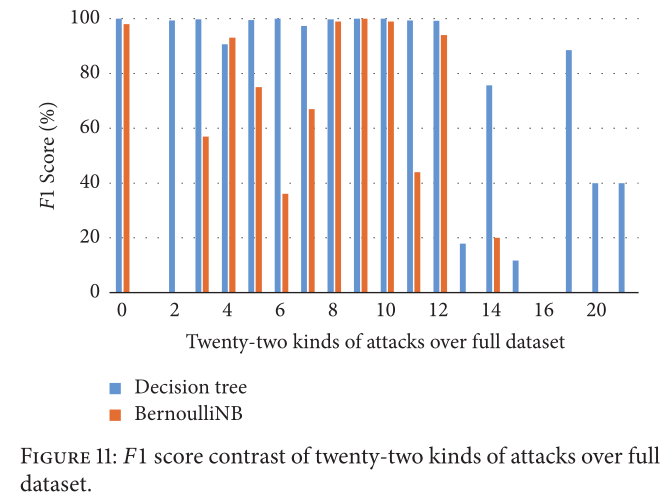 100
80
60
40
20
0
F1 Score (%)
0 2 4 6 8 10 12 14 16 20
Twenty-two kinds of attacks over full dataset
Decision tree
BernoulliNB
FIGURE 11: F1 score contrast of twenty-two kinds of attacks over full
dataset.